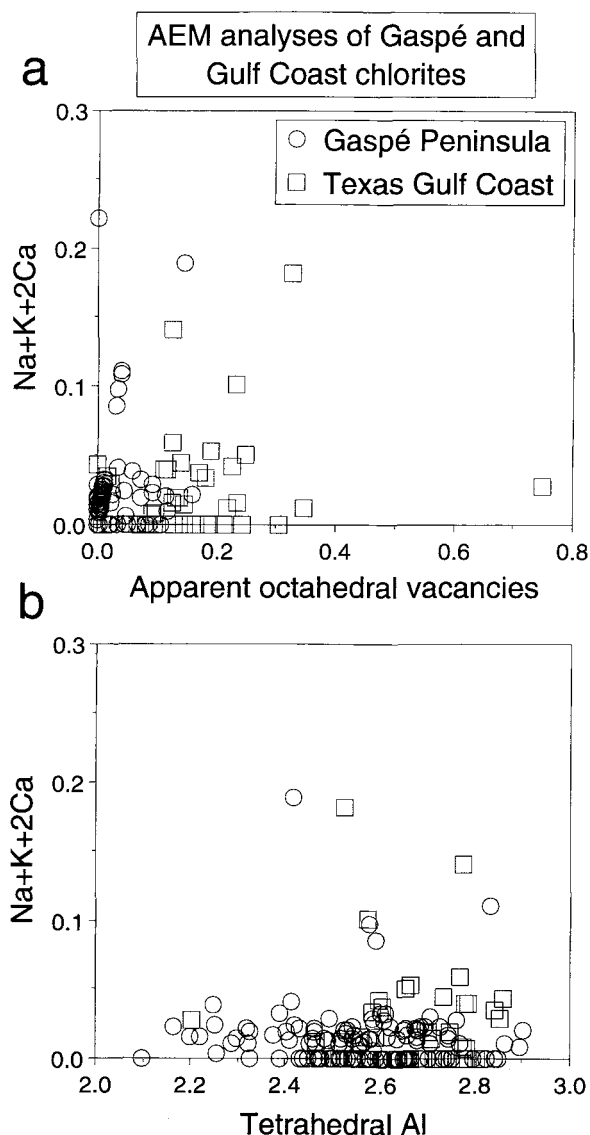 AEM analyses of Gaspé and
Gulf Coast chlorites
a
0.3
Gaspé Peninsula
Texas Gulf Coast
0.2
Na+K+2Ca
0.1
0.0
0.0 0.2 0.4 0.6 0.8
Apparent octahedral vacancies
b
0.3
0.2
Na+K+2Ca
0.1
0.0
2.0 2.2 2.4 2.6 2.8 3.0
Tetrahedral Al